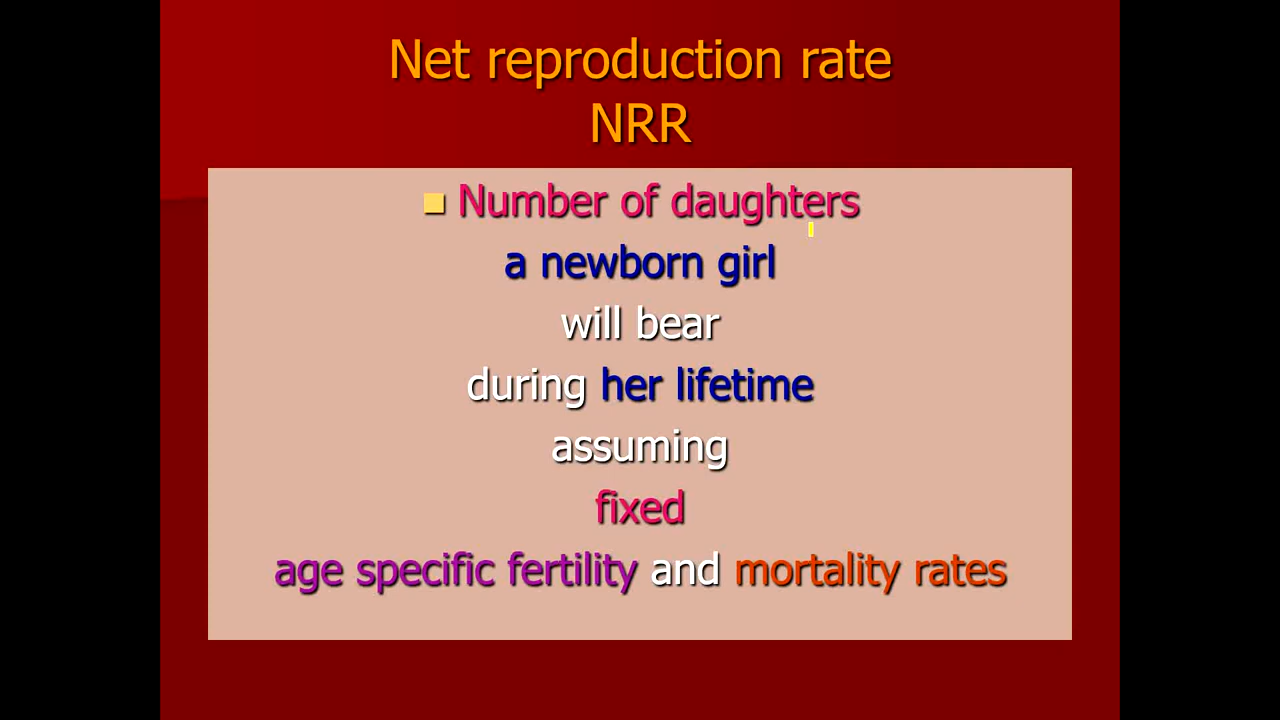 Net reproduction rate
NRR
Number of daughters
a newborn girl
will bear
during her lifetime
assuming
fixed
age specific fertility and mortality rates